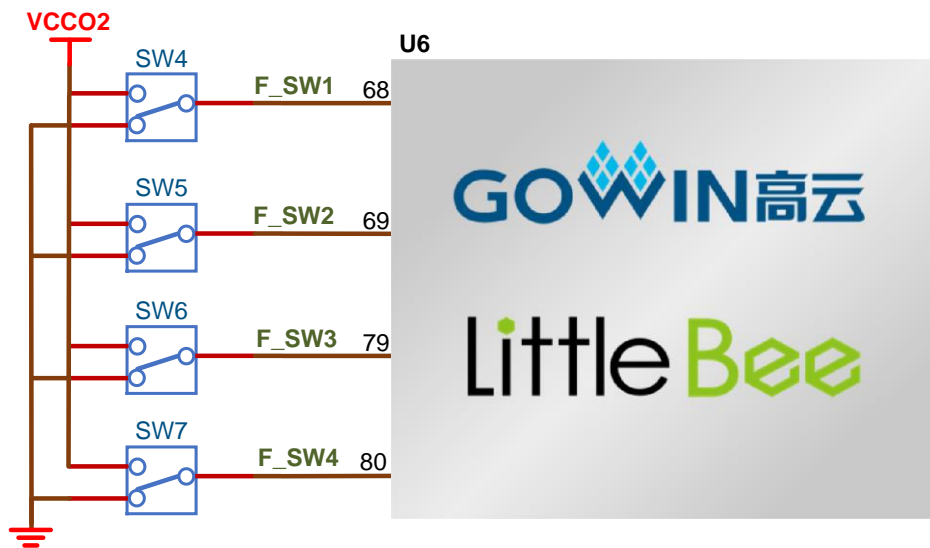 VCCO2
U6
SW4
F_SW1
68
SW5
F_SW2
69
SW6
F_SW3
79
SW7
F_SW4
80
GOWIN高云
LittleBee